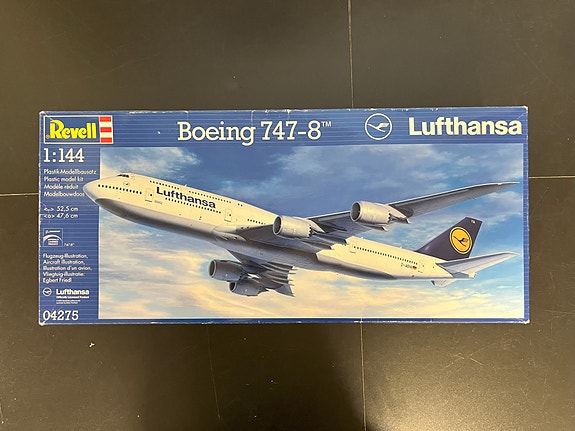 Revell
Boeing 747-8™
Lufthansa
1:144
Plastik-Modellbausatz
Plastic model kit
Modèle réduit
Modelbouwdoos
52,5 cm
47,6 cm
Flugzeug-Illustration,
Aircraft illustration,
Illustration d'un avion,
Vliegtuig-illustratie:
Egbert Friedl
Lufthansa
04275
Lufthansa